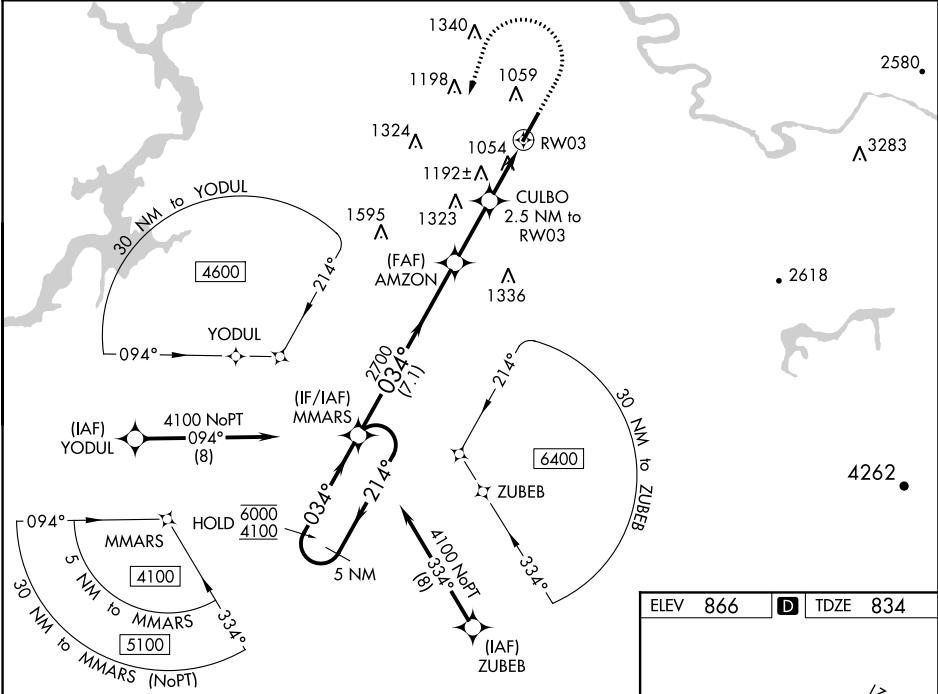 1340
2580
1198
1059
1324
RW03
3283
1054
1192±
CULBO
2.5 NM to
RW03
1323
1595
30 NM to YODUL
(FAF)
AMZON
4600
214°
1336
2618
YODUL
094°
2700
034°
(7.1)
214°
30 NM to ZUBEB
(IF/IAF)
MMARS
(IAF)
YODUL
4100 NoPT
094°
(8)
6400
4262
ZUBEB
034°
214°
HOLD
6000
4100
094°
MMARS
4100 NoPT
334°
(8)
5 NM
334°
4100
5 NM to MMARS
334°
5100
30 NM to MMARS (NoPT)
(IAF)
ZUBEB
ELEV 866 D TDZE 834